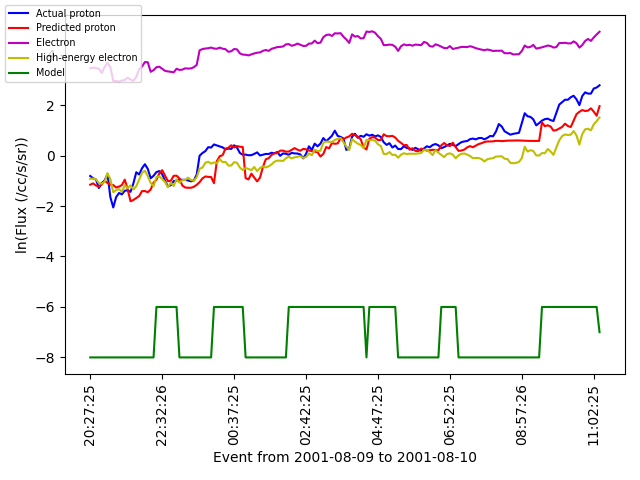 Actual proton
Predicted proton
Electron
High-energy electron
Model
2
0
−2
−4
−6
−8
ln(Flux (/cc/s/sr))
20:27:25
22:32:26
00:37:25
02:42:25
04:47:25
06:52:25
08:57:26
11:02:25
Event from 2001-08-09 to 2001-08-10